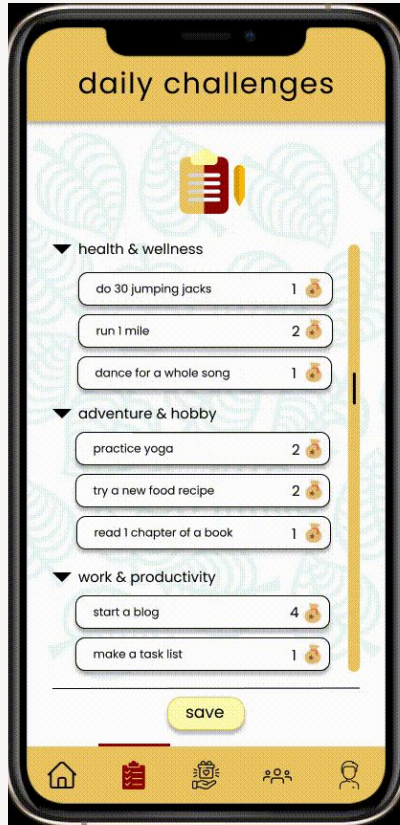 daily challenges
health & wellness
do 30 jumping jacks 1
run 1 mile 2
dance for a whole song 1
adventure & hobby
practice yoga 2
try a new food recipe 2
read 1 chapter of a book 1
work & productivity
start a blog 4
make a task list 1
save